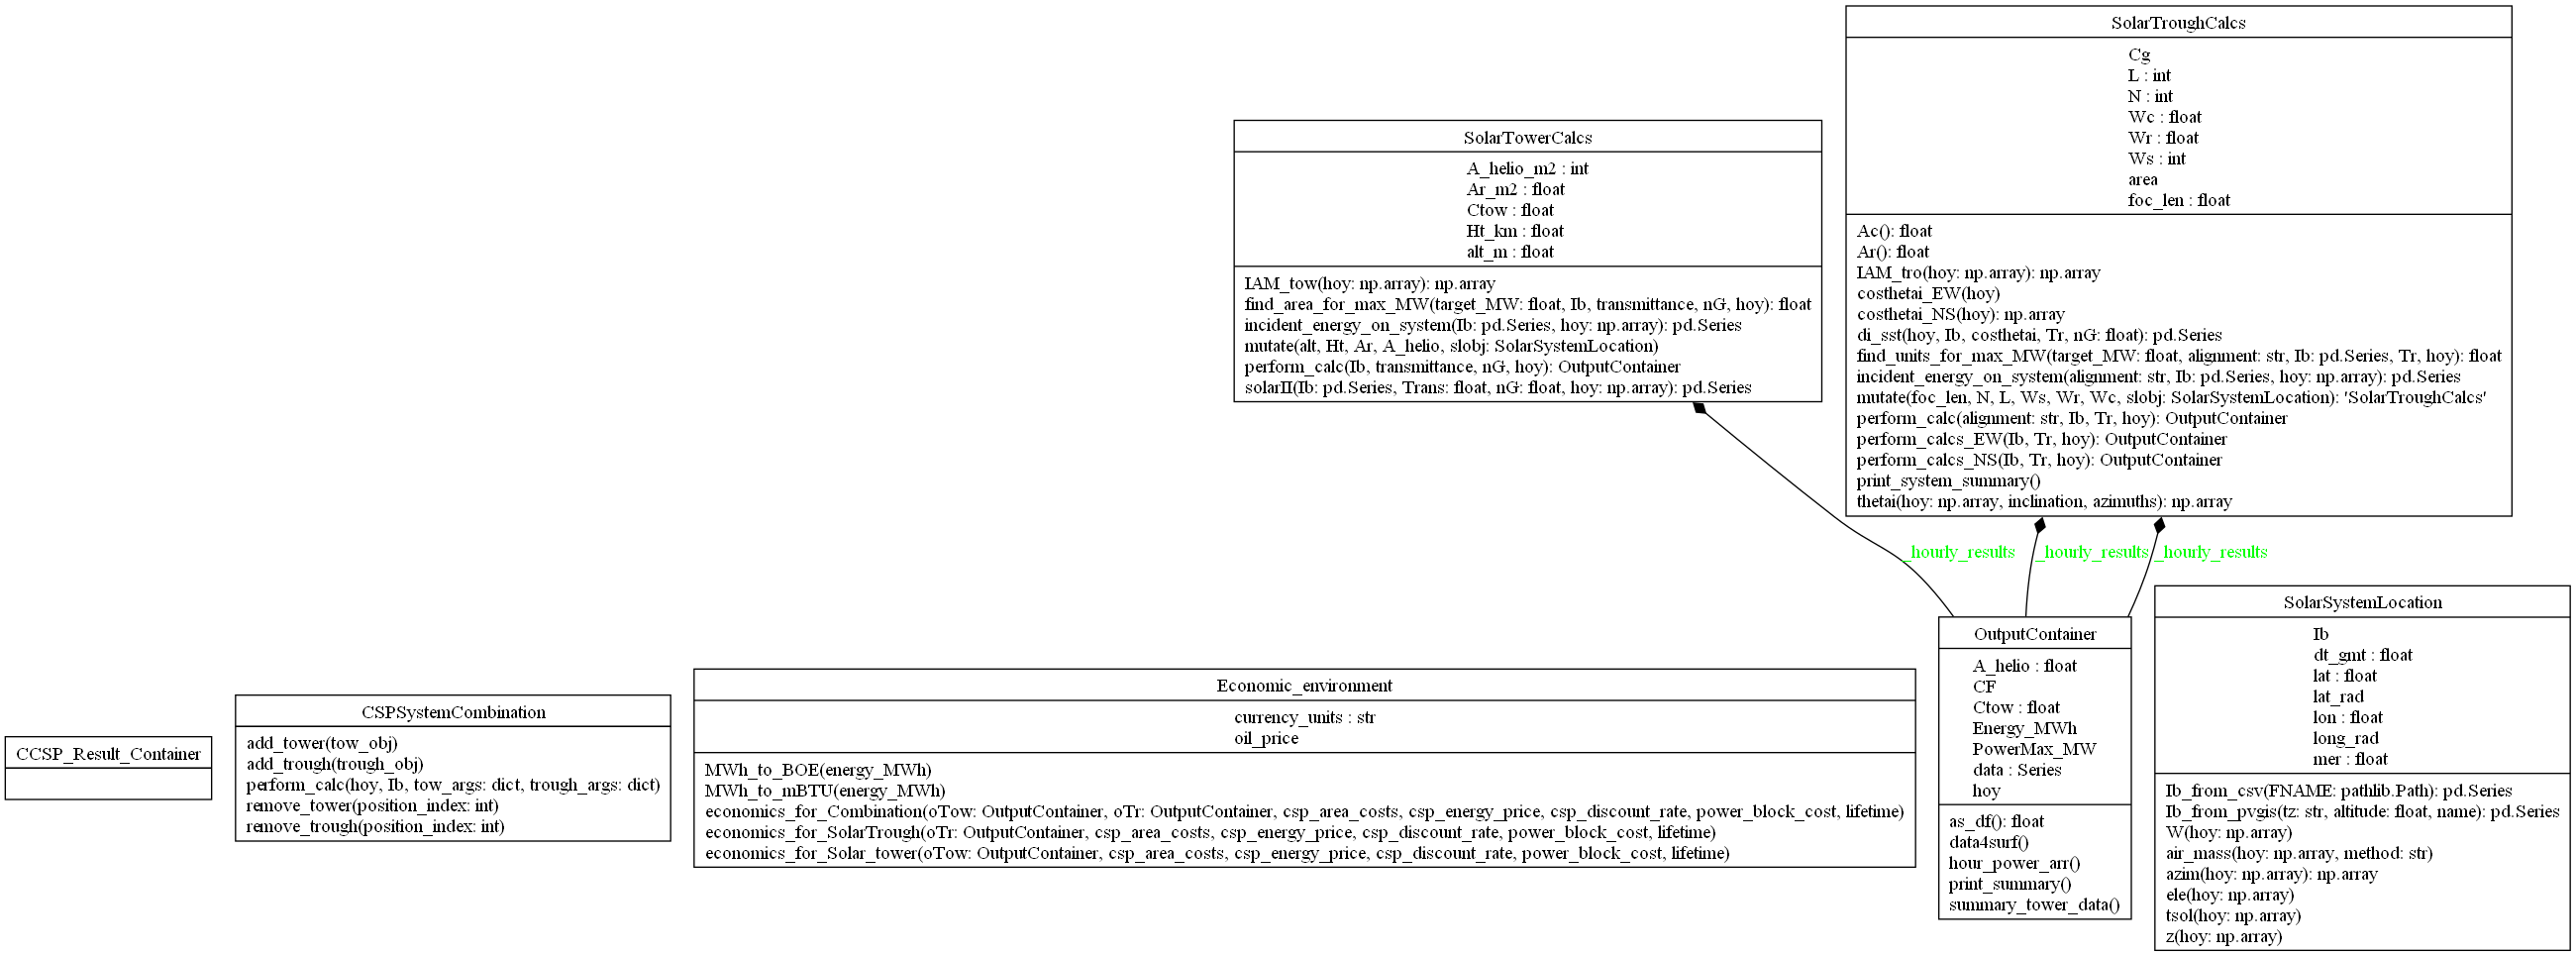 SolarTroughCalcs
Cg
L : int
N : int
Wc : float
Wr : float
Ws : int
area
foc_len : float
Ac(): float
Ar(): float
IAM_tro(hoy: np.array): np.array
costhetai_EW(hoy)
costhetai_NS(hoy): np.array
di_sst(hoy, Ib, costhetai, Tr, nG: float): pd.Series
find_units_for_max_MW(target_MW: float, alignment: str, Ib: pd.Series, Tr, hoy): float
incident_energy_on_system(alignment: str, Ib: pd.Series, hoy: np.array): pd.Series
mutate(foc_len, N, L, Ws, Wr, Wc, slobj: SolarSystemLocation): 'SolarTroughCalcs'
perform_calc(alignment: str, Ib, Tr, hoy): OutputContainer
perform_calcs_EW(Ib, Tr, hoy): OutputContainer
perform_calcs_NS(Ib, Tr, hoy): OutputContainer
print_system_summary()
thetai(hoy: np.array, inclination, azimuths): np.array
SolarTowerCalcs
A_helio_m2 : int
Ar_m2 : float
Ctow : float
Ht_km : float
alt_m : float
IAM_tow(hoy: np.array): np.array
find_area_for_max_MW(target_MW: float, Ib, transmittance, nG, hoy): float
incident_energy_on_system(Ib: pd.Series, hoy: np.array): pd.Series
mutate(alt, Ht, Ar, A_helio, slobj: SolarSystemLocation)
perform_calc(Ib, transmittance, nG, hoy): OutputContainer
solarII(Ib: pd.Series, Trans: float, nG: float, hoy: np.array): pd.Series
_hourly_results
_hourly_results
_hourly_results
CCSP_Result_Container
CSPSystemCombination
add_tower(tow_obj)
add_trough(trough_obj)
perform_calc(hoy, Ib, tow_args: dict, trough_args: dict)
remove_tower(position_index: int)
remove_trough(position_index: int)
Economic_environment
currency_units : str
oil_price
MWh_to_BOE(energy_MWh)
MWh_to_mBTU(energy_MWh)
economics_for_Combination(oTow: OutputContainer, oTr: OutputContainer, csp_area_costs, csp_energy_price, csp_discount_rate, power_block_cost, lifetime)
economics_for_SolarTrough(oTr: OutputContainer, csp_area_costs, csp_energy_price, csp_discount_rate, power_block_cost, lifetime)
economics_for_Solar_tower(oTow: OutputContainer, csp_area_costs, csp_energy_price, csp_discount_rate, power_block_cost, lifetime)
OutputContainer
A_helio : float
CF
Ctow : float
Energy_MWh
PowerMax_MW
data : Series
hoy
as_df(): float
data4surf()
hour_power_arr()
print_summary()
summary_tower_data()
SolarSystemLocation
Ib
dt_gmt : float
lat : float
lat_rad
lon : float
long_rad
mer : float
Ib_from_csv(FNAME: pathlib.Path): pd.Series
Ib_from_pvgis(tz: str, altitude: float, name): pd.Series
W(hoy: np.array)
air_mass(hoy: np.array, method: str)
azim(hoy: np.array): np.array
ele(hoy: np.array)
tsol(hoy: np.array)
z(hoy: np.array)